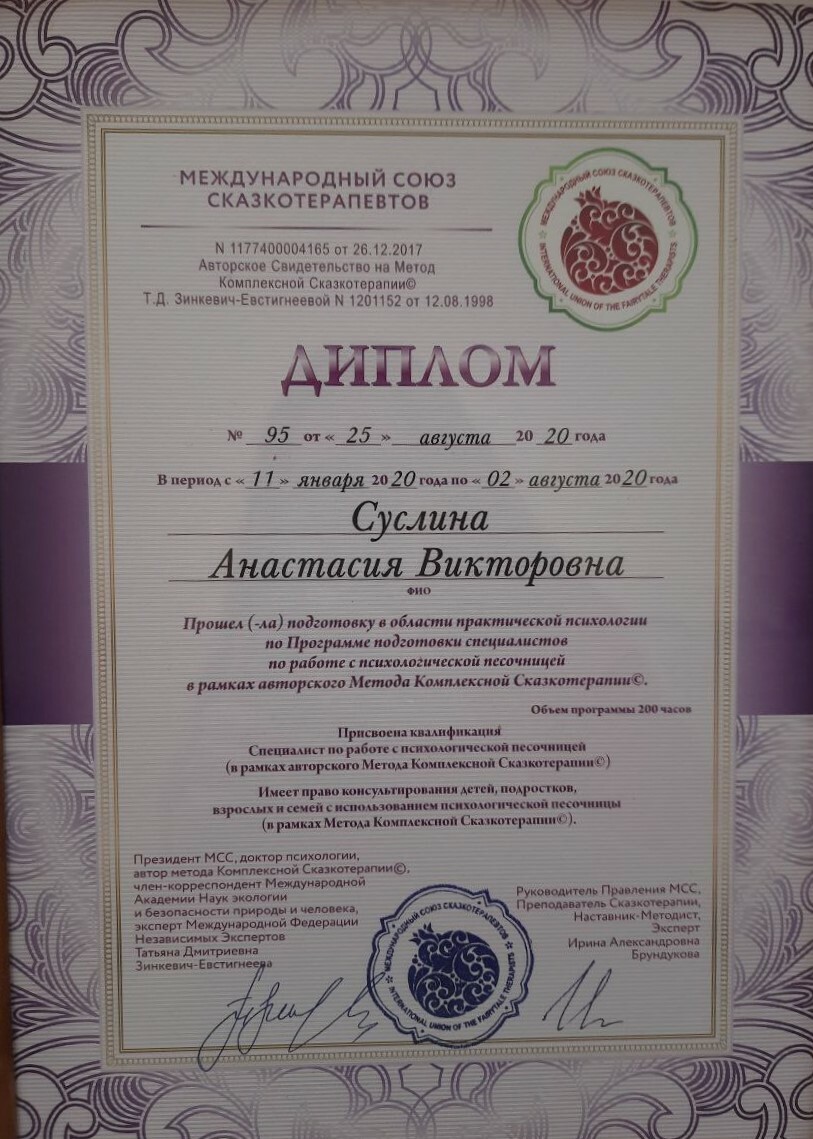 МЕЖДУНАРОДНЫЙ СОЮЗ
СКАЗКОТЕРАПЕВТОВ
N 1177400004165 от 26.12.2017
Авторское Свидетельство на Метод
Комплексной Сказкотерапии©
Т.Д. Зинкевич-Евстигнеевой N 1201152 от 12.08.1998
МЕЖДУНАРОДНЫЙ СОЮЗ СКАЗКОТЕРАПЕВТОВ
INTERNATIONAL UNION OF THE FAIRYTALE THERAPISTS
ДИПЛОМ
№ 95 от « 25 » августа 20 20 года
В период с « 11 » января 2020 года по « 02 » августа 2020 года
Суслина
Анастасия Викторовна
ФИО
Прошел (-ла) подготовку в области практической психологии
по Программе подготовки специалистов
по работе с психологической песочницей
в рамках авторского Метода Комплексной Сказкотерапии©.
Объем программы 200 часов
Присвоена квалификация
Специалист по работе с психологической песочницей
(в рамках авторского Метода Комплексной Сказкотерапии©)
Имеет право консультирования детей, подростков,
взрослых и семей с использованием психологической песочницы
(в рамках Метода Комплексной Сказкотерапии©).
Президент МСС, доктор психологии,
автор метода Комплексной Сказкотерапии©,
член-корреспондент Международной
Академии Наук экологии
и безопасности природы и человека,
эксперт Международной Федерации
Независимых Экспертов
Татьяна Дмитриевна
Зинкевич-Евстигнеева
МЕЖДУНАРОДНЫЙ СОЮЗ СКАЗКОТЕРАПЕВТОВ
INTERNATIONAL UNION OF THE FAIRYTALE THERAPISTS
Руководитель Правления МСС,
Преподаватель Сказкотерапии,
Наставник-Методист,
Эксперт
Ирина Александровна
Брундукова